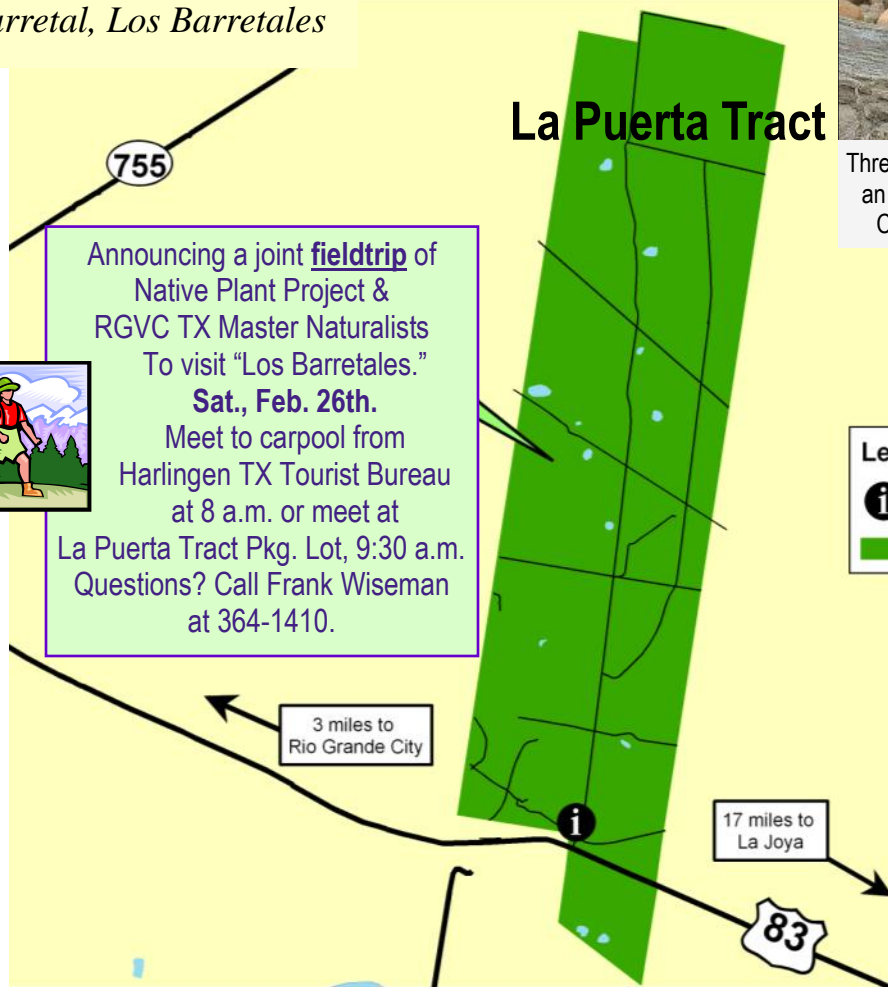 Los Barretales
La Puerta Tract
755
an
Announcing a joint fieldtrip of
Native Plant Project &
RGVC TX Master Naturalists
To visit “Los Barretales.”
Sat., Feb. 26th.
Meet to carpool from
Harlingen TX Tourist Bureau
at 8 a.m. or meet at
La Puerta Tract Pkg. Lot, 9:30 a.m.
Questions? Call Frank Wiseman
at 364-1410.
i
3 miles to
Rio Grande City
i
17 miles to
La Joya
83